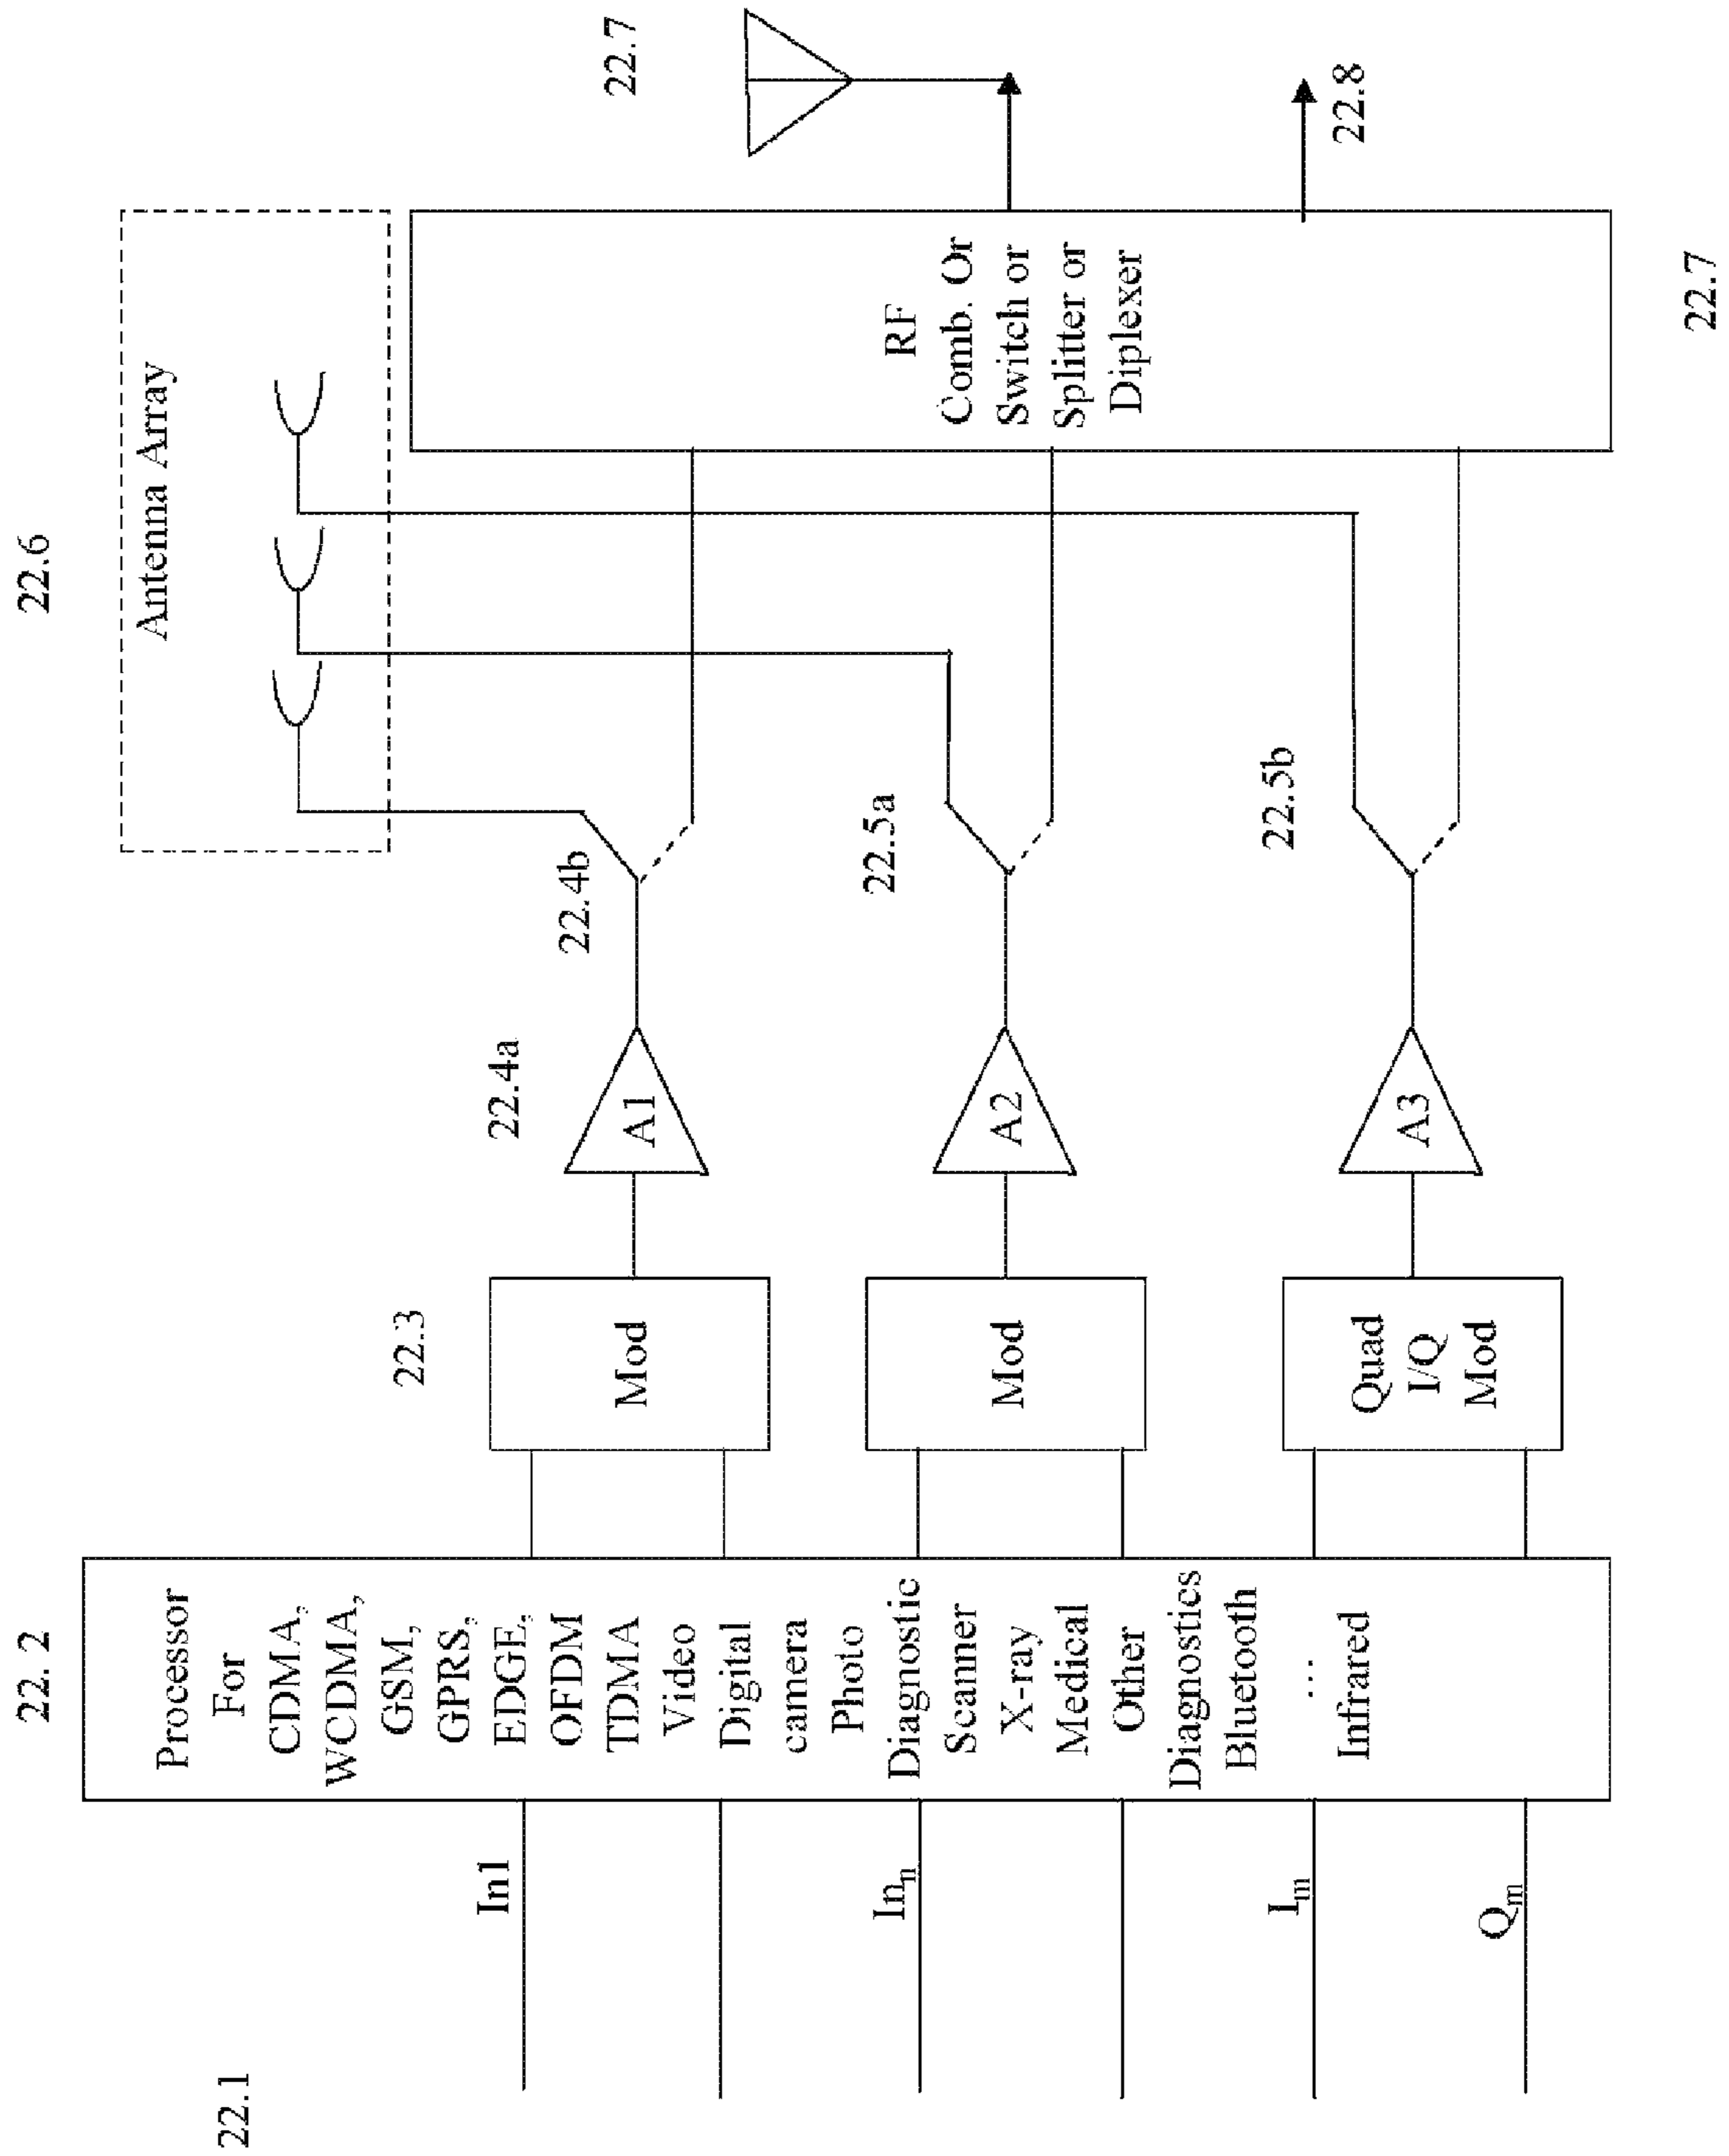 22.1
In1
In_n
I_m
Q_m
22. 2
Processor
For
CDMA,
WCDMA,
GSM,
GPRS,
EDGE,
OFDM
TDMA
Video
Digital
camera
Photo
Diagnostic
Scanner
X-ray
Medical
Other
Diagnostics
Bluetooth
...
Infrared
22.3
Mod
Mod
Quad
I/Q
Mod
22.4a
A1
A2
A3
22.4b
22.5a
22.5b
22.6
Antenna Array
RF
Comb. Or
Switch or
Splitter or
Diplexer
22.7
22.7
22.8